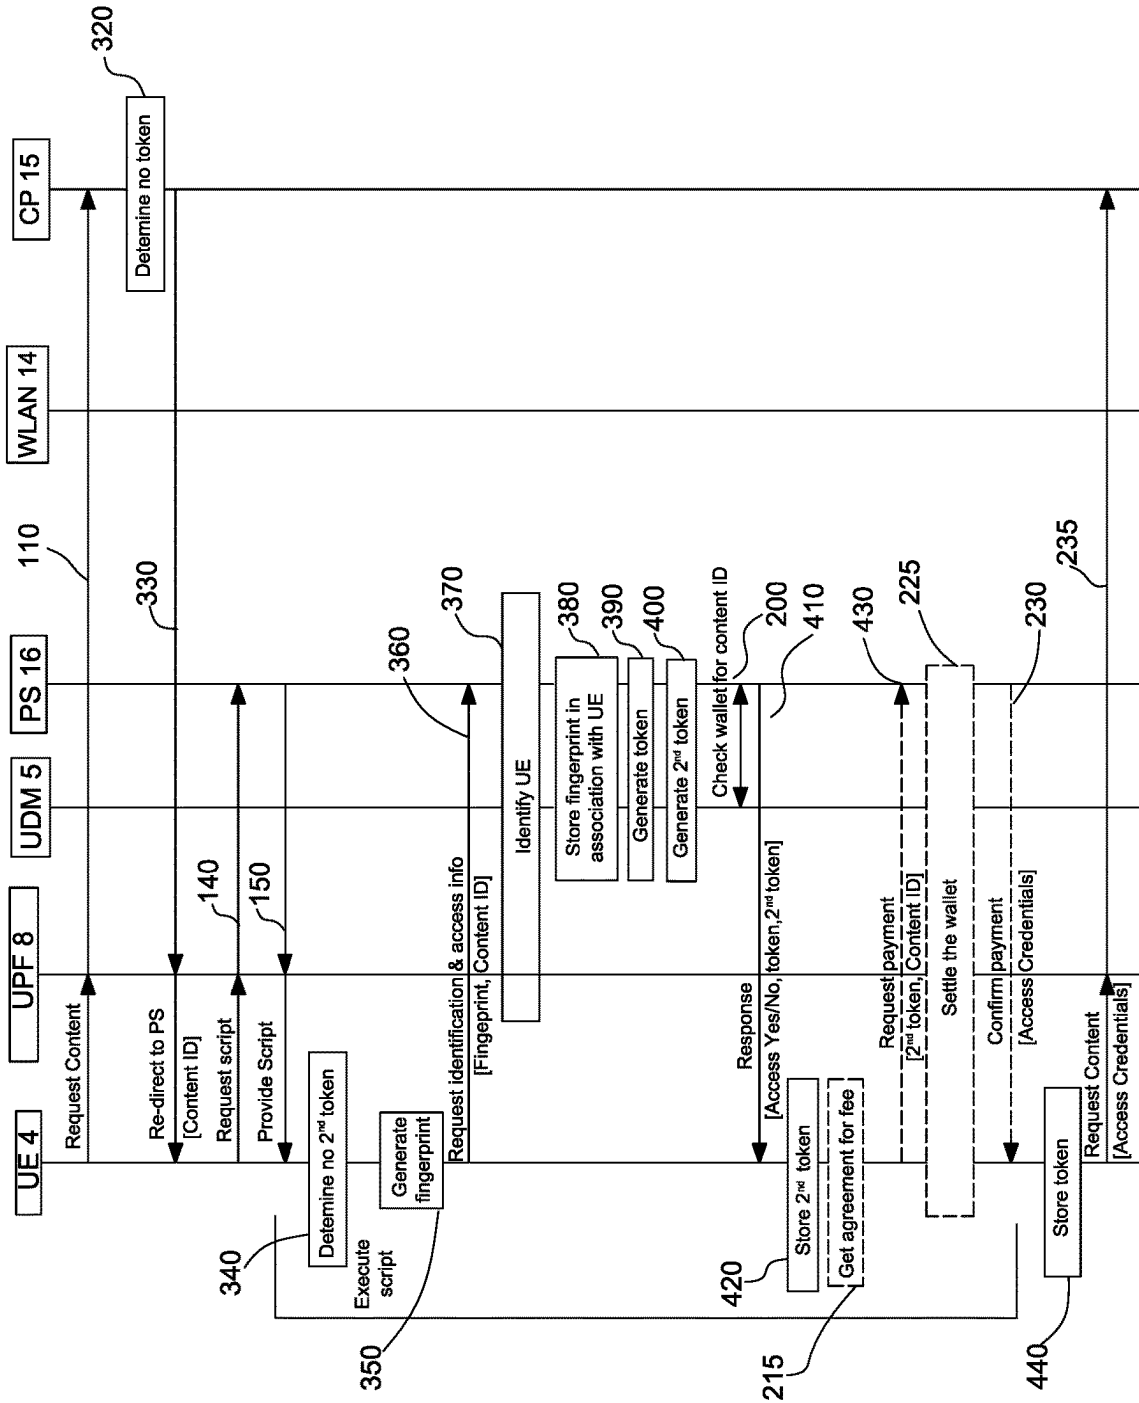 UE 4
UPF 8
UDM 5
PS 16
WLAN 14
CP 15
Request Content
110
Detemine no token
320
Re-direct to PS
[Content ID]
330
Request script
140
Provide Script
150
Detemine no 2nd token
340
Execute
script
Generate
fingerprint
350
Request identification & access info
[Fingeprint, Content ID]
360
Identify UE
370
Store fingerprint in
association with UE
380
Generate token
390
Generate 2nd token
400
Check wallet for content ID
200
Response
[Access Yes/No, token,2nd token]
410
Store 2nd token
420
Get agreement for fee
215
Request payment
[2nd token, Content ID]
430
Settle the wallet
225
Confirm payment
[Access Credentials]
230
Store token
440
Request Content
[Access Credentials]
235